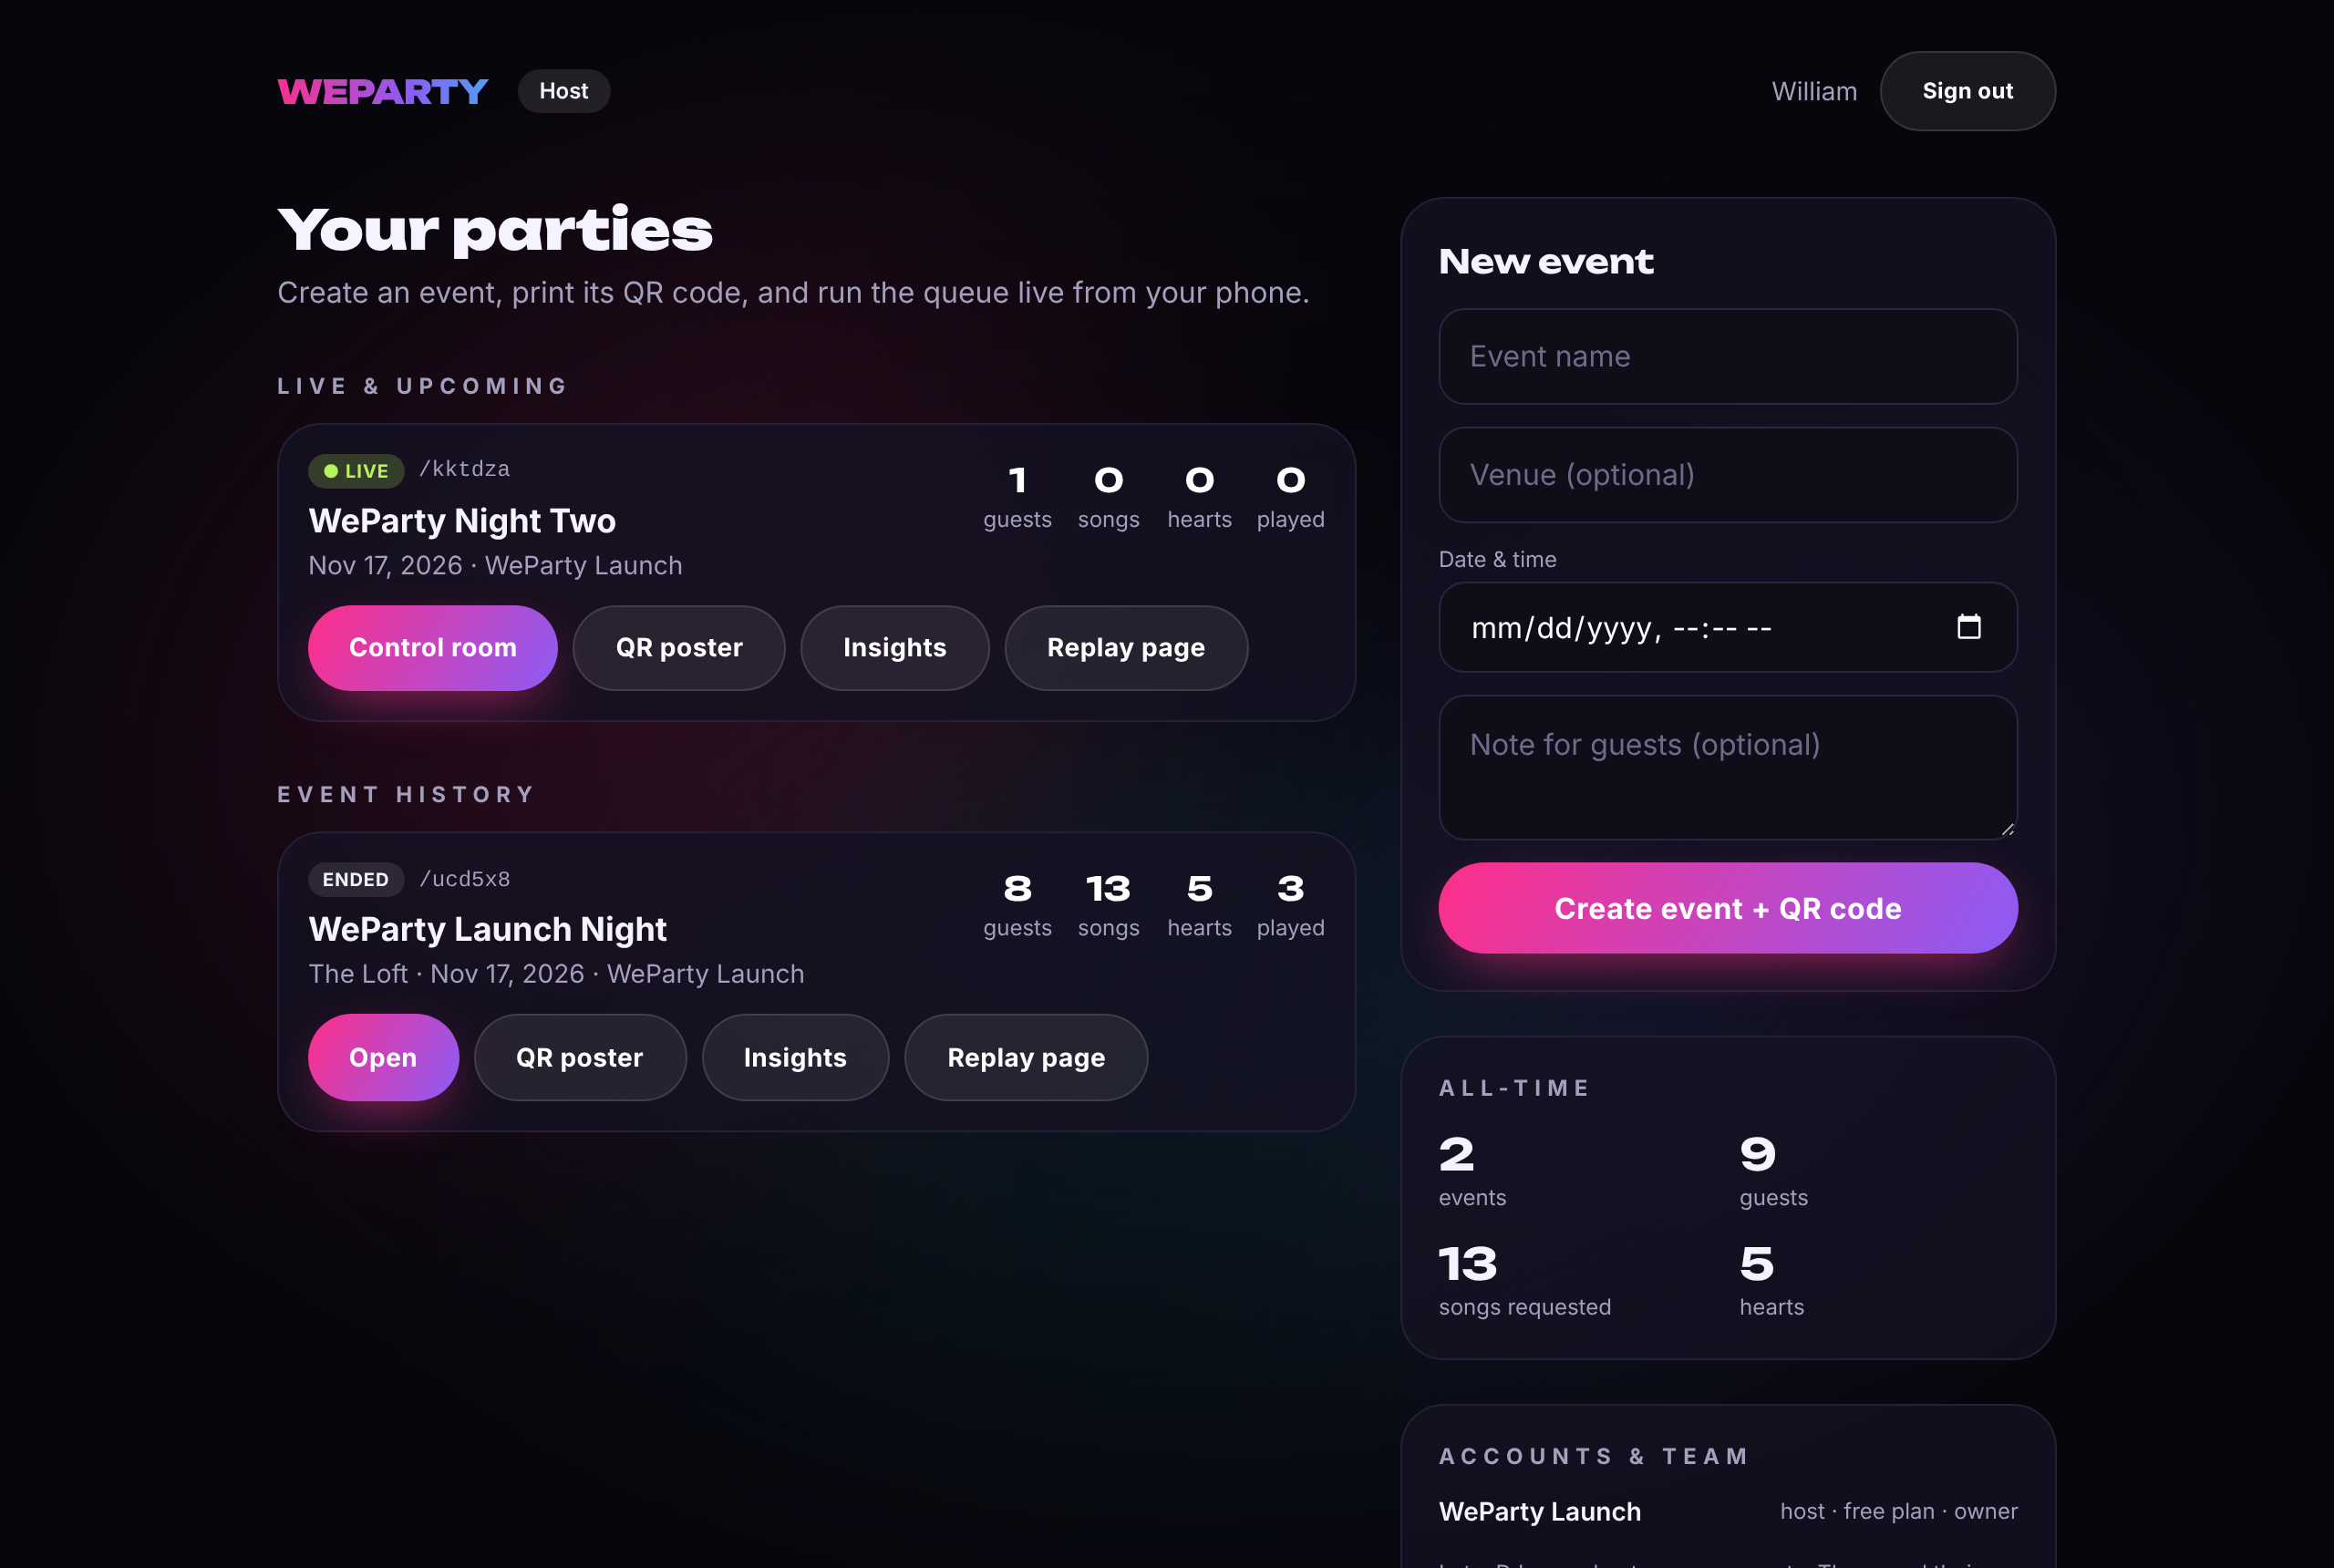 WEPARTY Host William Sign out
Your parties
Create an event, print its QR code, and run the queue live from your phone.
LIVE & UPCOMING
LIVE /kktdza
WeParty Night Two
Nov 17, 2026 · WeParty Launch
1 0 0 0
guests songs hearts played
Control room QR poster Insights Replay page
EVENT HISTORY
ENDED /ucd5x8
WeParty Launch Night
The Loft · Nov 17, 2026 · WeParty Launch
8 13 5 3
guests songs hearts played
Open QR poster Insights Replay page
New event
Event name
Venue (optional)
Date & time
mm/dd/yyyy, --:-- --
Note for guests (optional)
Create event + QR code
ALL-TIME
2 9
events guests
13 5
songs requested hearts
ACCOUNTS & TEAM
WeParty Launch host · free plan · owner